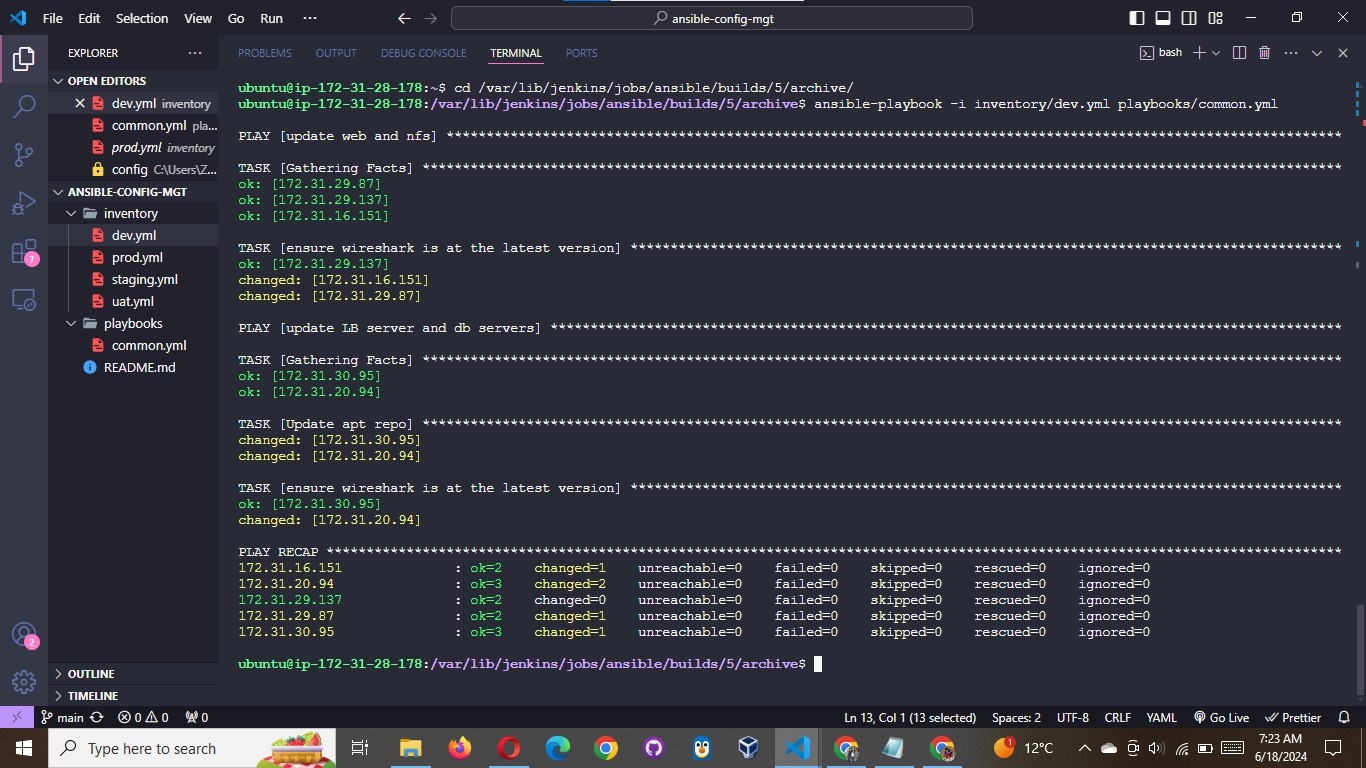 File Edit Selection View Go Run ··· ansible-config-mgt
EXPLORER ···
OPEN EDITORS
dev.yml inventory
common.yml pla...
prod.yml inventory
config C:\Users\Z...
ANSIBLE-CONFIG-MGT
inventory
dev.yml
prod.yml
staging.yml
uat.yml
playbooks
common.yml
README.md
OUTLINE
TIMELINE
7
2
PROBLEMS OUTPUT DEBUG CONSOLE TERMINAL PORTS bash
ubuntu@ip-172-31-28-178:~$ cd /var/lib/jenkins/jobs/ansible/builds/5/archive/
ubuntu@ip-172-31-28-178:/var/lib/jenkins/jobs/ansible/builds/5/archive$ ansible-playbook -i inventory/dev.yml playbooks/common.yml
PLAY [update web and nfs] ****************************************************************************************************************
TASK [Gathering Facts] *******************************************************************************************************************
ok: [172.31.29.87]
ok: [172.31.29.137]
ok: [172.31.16.151]
TASK [ensure wireshark is at the latest version] *****************************************************************************************
ok: [172.31.29.137]
changed: [172.31.16.151]
changed: [172.31.29.87]
PLAY [update LB server and db servers] ***************************************************************************************************
TASK [Gathering Facts] *******************************************************************************************************************
ok: [172.31.30.95]
ok: [172.31.20.94]
TASK [Update apt repo] *******************************************************************************************************************
changed: [172.31.30.95]
changed: [172.31.20.94]
TASK [ensure wireshark is at the latest version] *****************************************************************************************
ok: [172.31.30.95]
changed: [172.31.20.94]
PLAY RECAP *******************************************************************************************************************************
172.31.16.151 : ok=2 changed=1 unreachable=0 failed=0 skipped=0 rescued=0 ignored=0
172.31.20.94 : ok=3 changed=2 unreachable=0 failed=0 skipped=0 rescued=0 ignored=0
172.31.29.137 : ok=2 changed=0 unreachable=0 failed=0 skipped=0 rescued=0 ignored=0
172.31.29.87 : ok=2 changed=1 unreachable=0 failed=0 skipped=0 rescued=0 ignored=0
172.31.30.95 : ok=3 changed=1 unreachable=0 failed=0 skipped=0 rescued=0 ignored=0
ubuntu@ip-172-31-28-178:/var/lib/jenkins/jobs/ansible/builds/5/archive$
main 0 0 0 Ln 13, Col 1 (13 selected) Spaces: 2 UTF-8 CRLF YAML Go Live Prettier
Type here to search 1 12°C 7:23 AM
6/18/2024